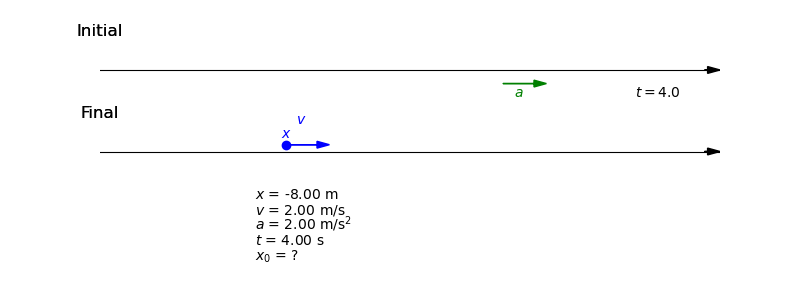 Initial
a
t = 4.0
Final
v
x
x = -8.00 m
v = 2.00 m/s
a = 2.00 m/s²
t = 4.00 s
x₀ = ?